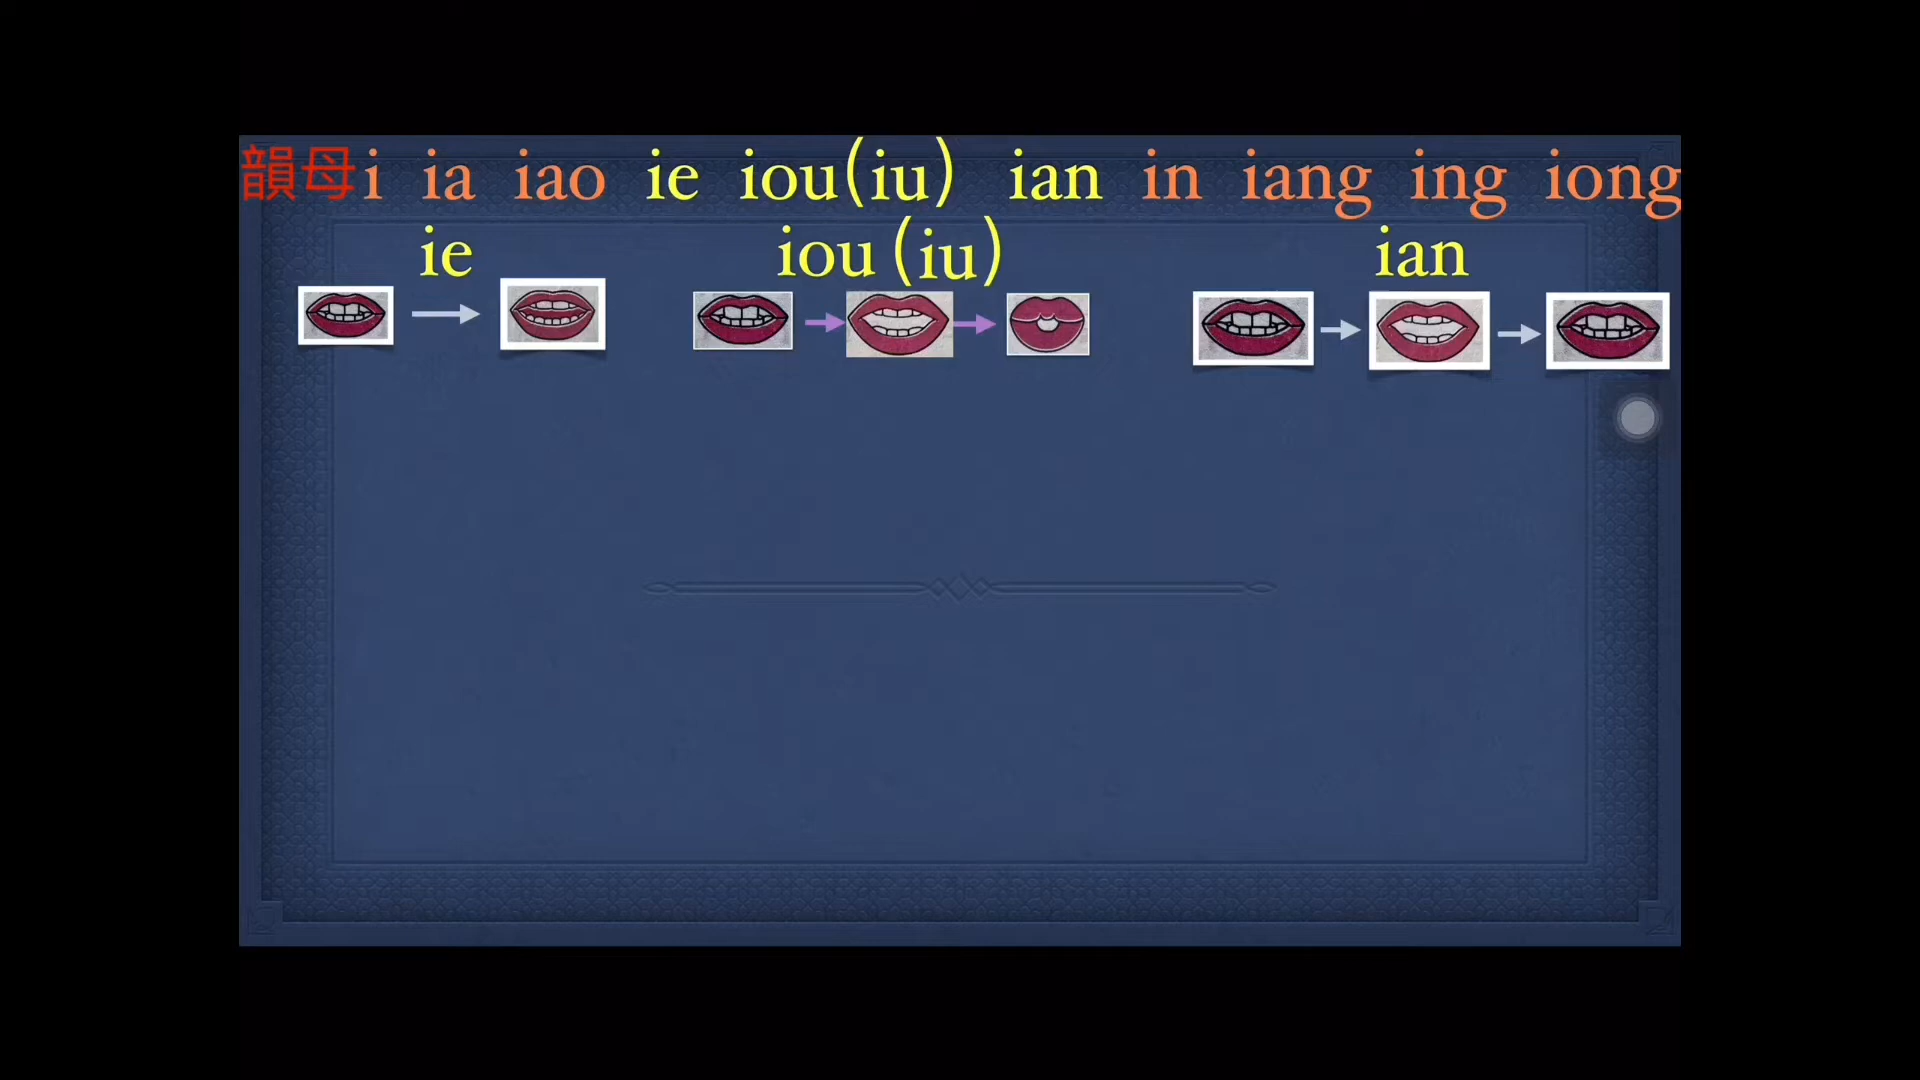 韻母i ia iao ie iou(iu) ian in iang ing iong
ie iou (iu) ian